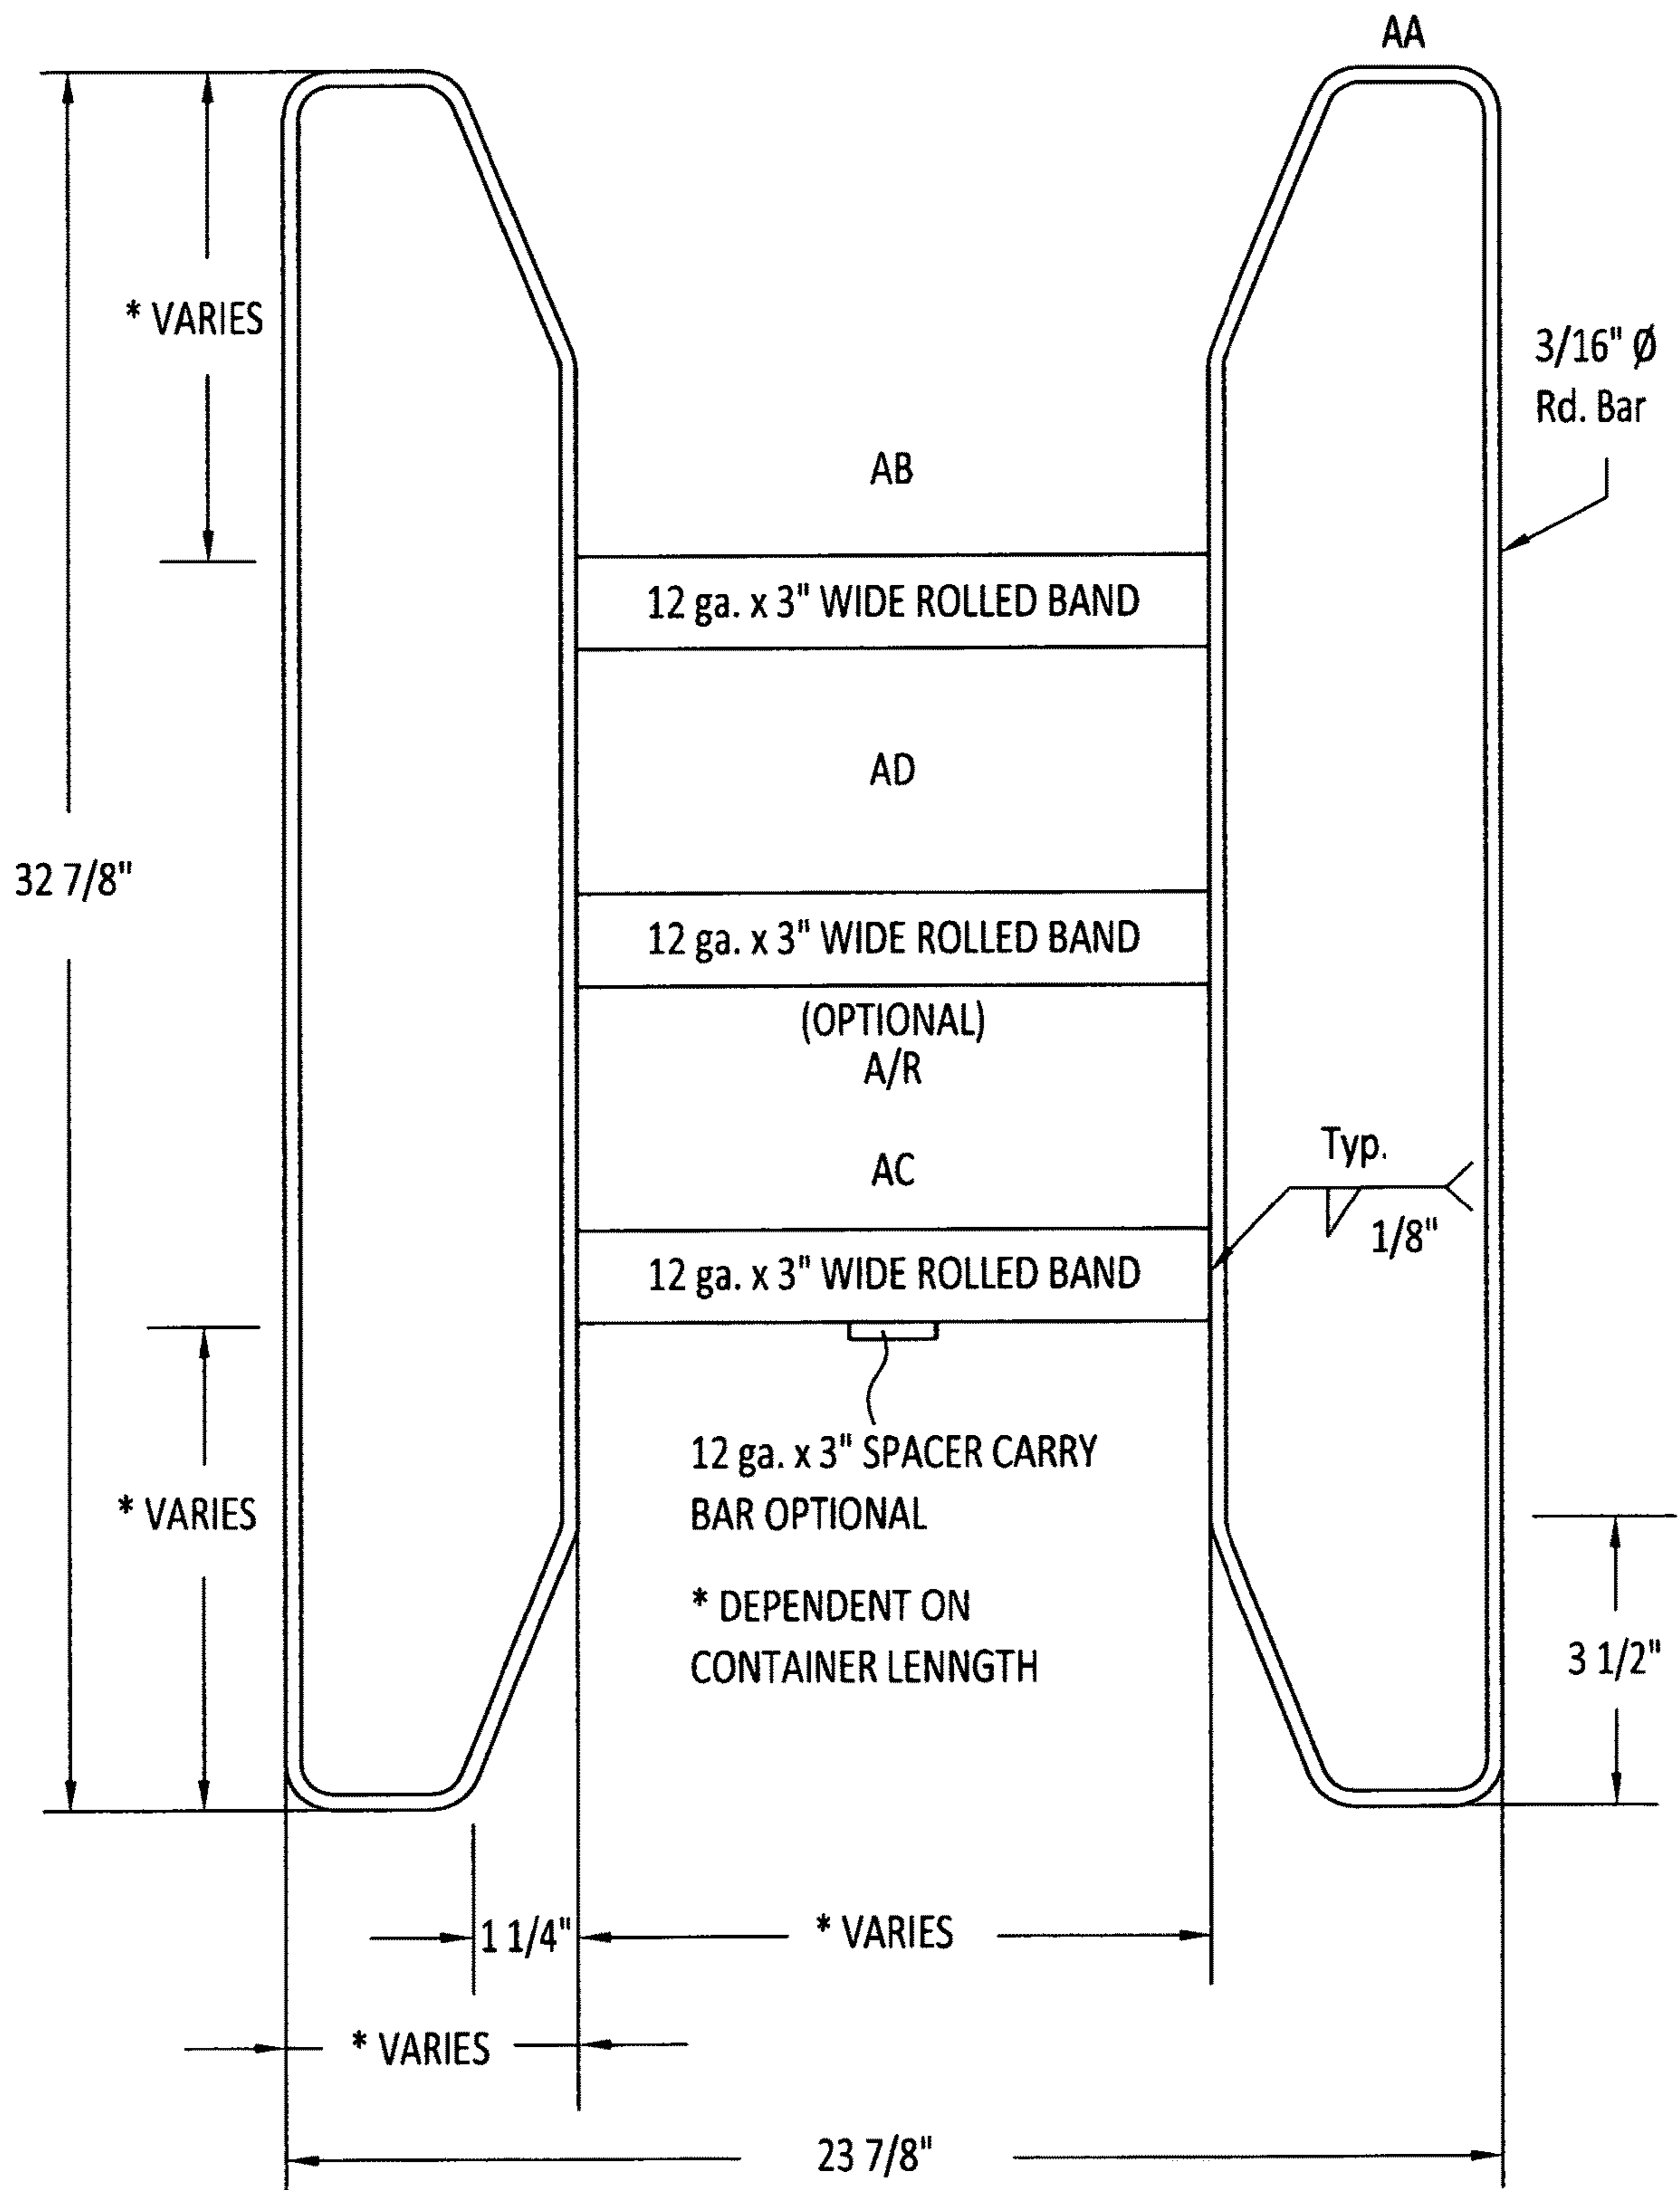 AA
* VARIES
3/16" Ø
Rd. Bar
AB
12 ga. x 3" WIDE ROLLED BAND
AD
32 7/8"
12 ga. x 3" WIDE ROLLED BAND
(OPTIONAL)
A/R
Typ.
AC
1/8"
12 ga. x 3" WIDE ROLLED BAND
12 ga. x 3" SPACER CARRY
BAR OPTIONAL
* VARIES
* DEPENDENT ON
CONTAINER LENNGTH
3 1/2"
1 1/4"
* VARIES
* VARIES
23 7/8"